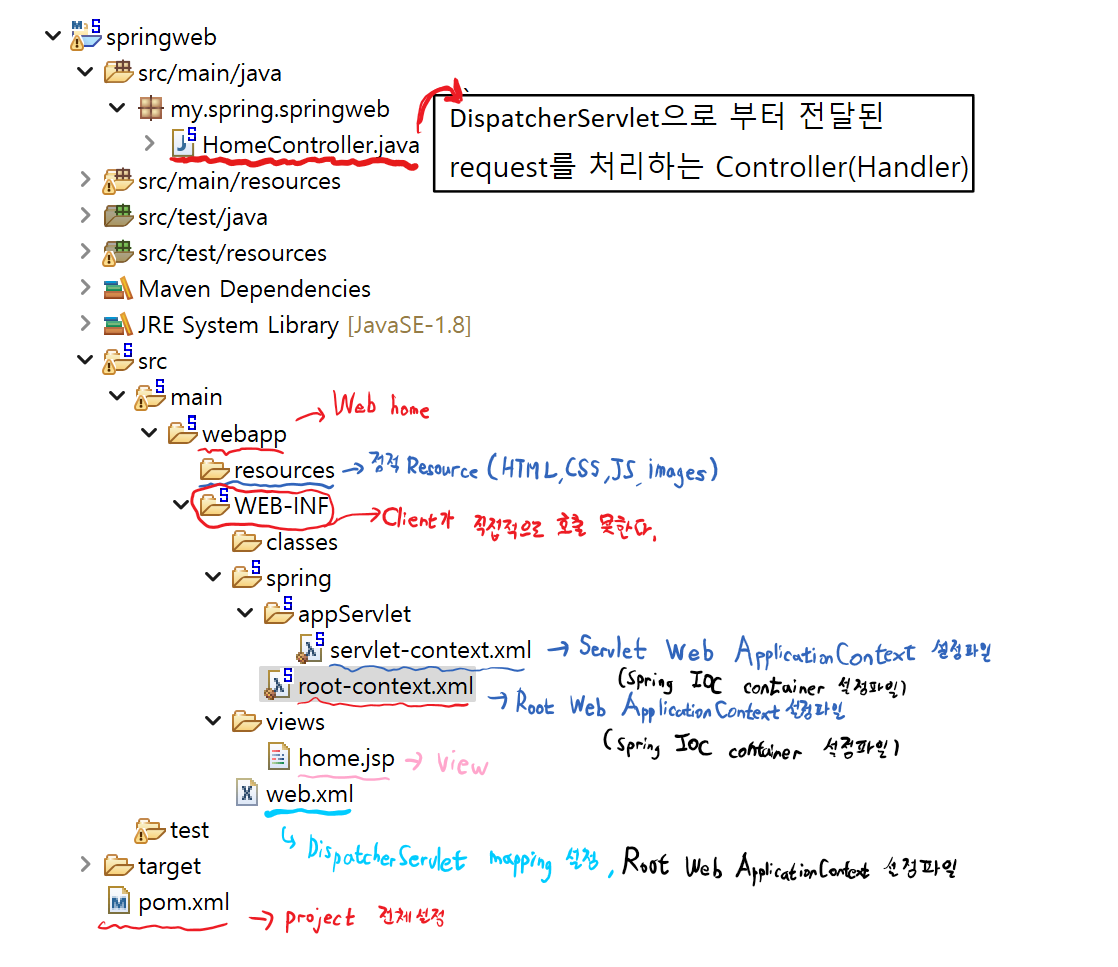 springweb
src/main/java
my.spring.springweb
HomeController.java
DispatcherServlet으로 부터 전달된
request를 처리하는 Controller(Handler)
src/main/resources
src/test/java
src/test/resources
Maven Dependencies
JRE System Library [JavaSE-1.8]
src
main
webapp → Web home
resources → 정적 Resource (HTML,CSS,JS, images)
WEB-INF → Client가 직접적으로 호출 못한다.
classes
spring
appServlet
servlet-context.xml → Servlet Web ApplicationContext 설정파일
(Spring IOC container 설정파일)
root-context.xml → Root Web ApplicationContext 설정파일
(Spring IOC container 설정파일)
views
home.jsp → View
web.xml
test
DispatcherServlet mapping 설정, Root Web ApplicationContext 설정파일
target
pom.xml → project 전체설정